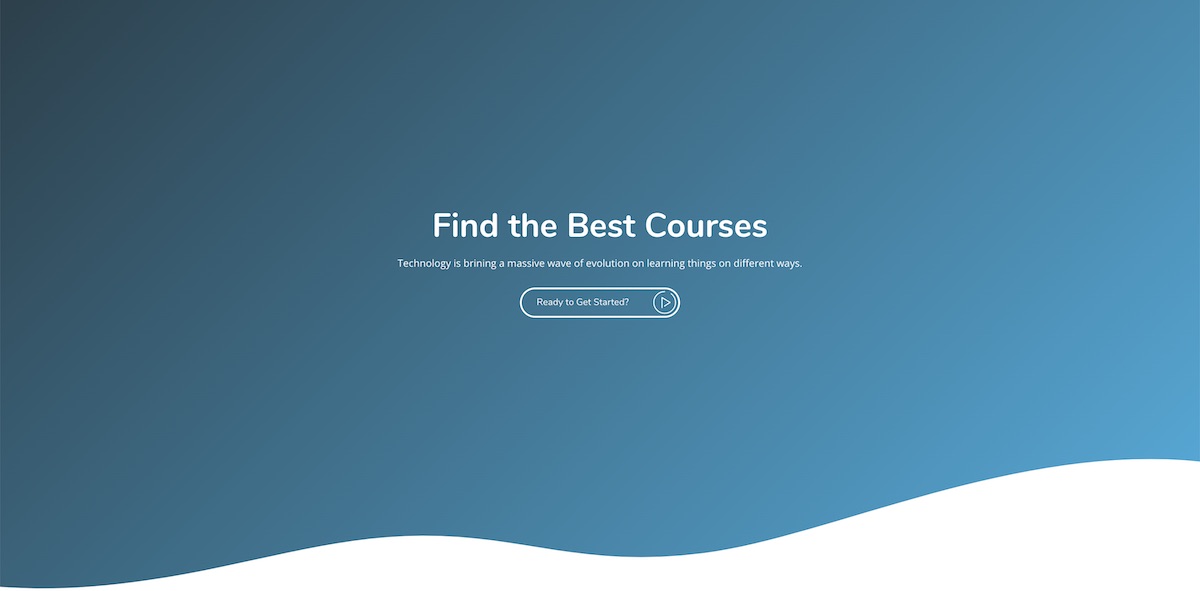 Find the Best Courses
Technology is brining a massive wave of evolution on learning things on different ways.
Ready to Get Started?